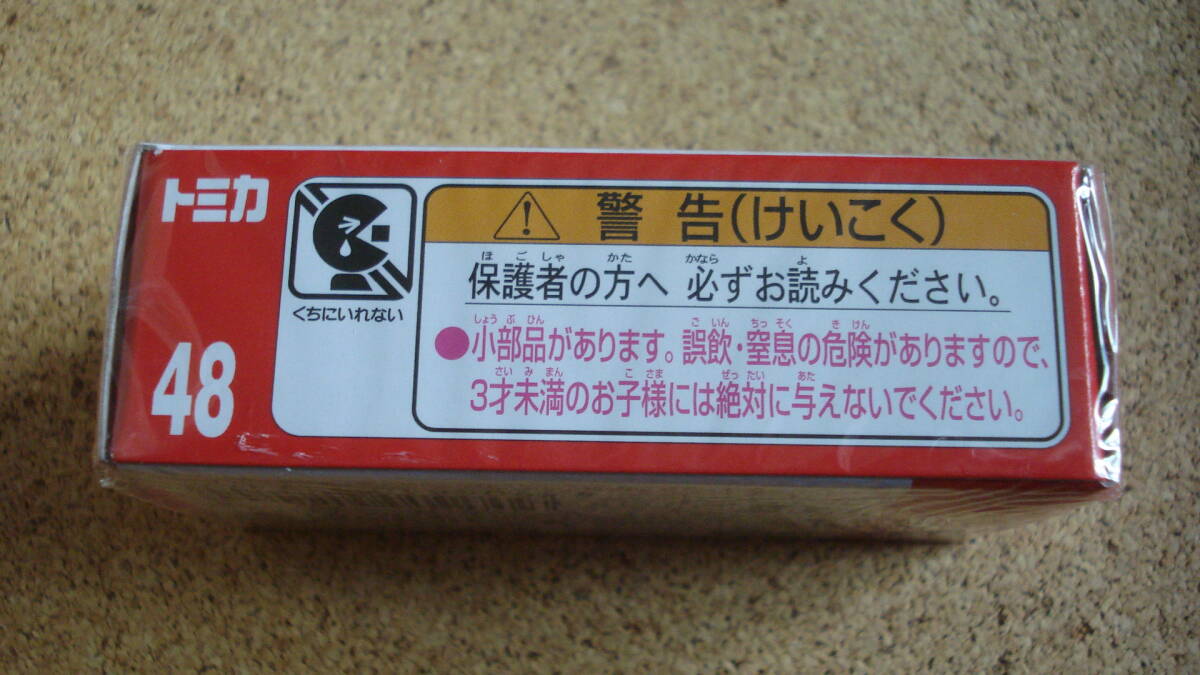 トミカ
くちにいれない
48
警告(けいこく)
ほごしゃ かた かなら よ
保護者の方へ 必ずお読みください。
しょうぶひん ごいん ちっそく きけん
●小部品があります。誤飲・窒息の危険がありますので、
さいみまん こさま ぜったい あた
3才未満のお子様には絶対に与えないでください。